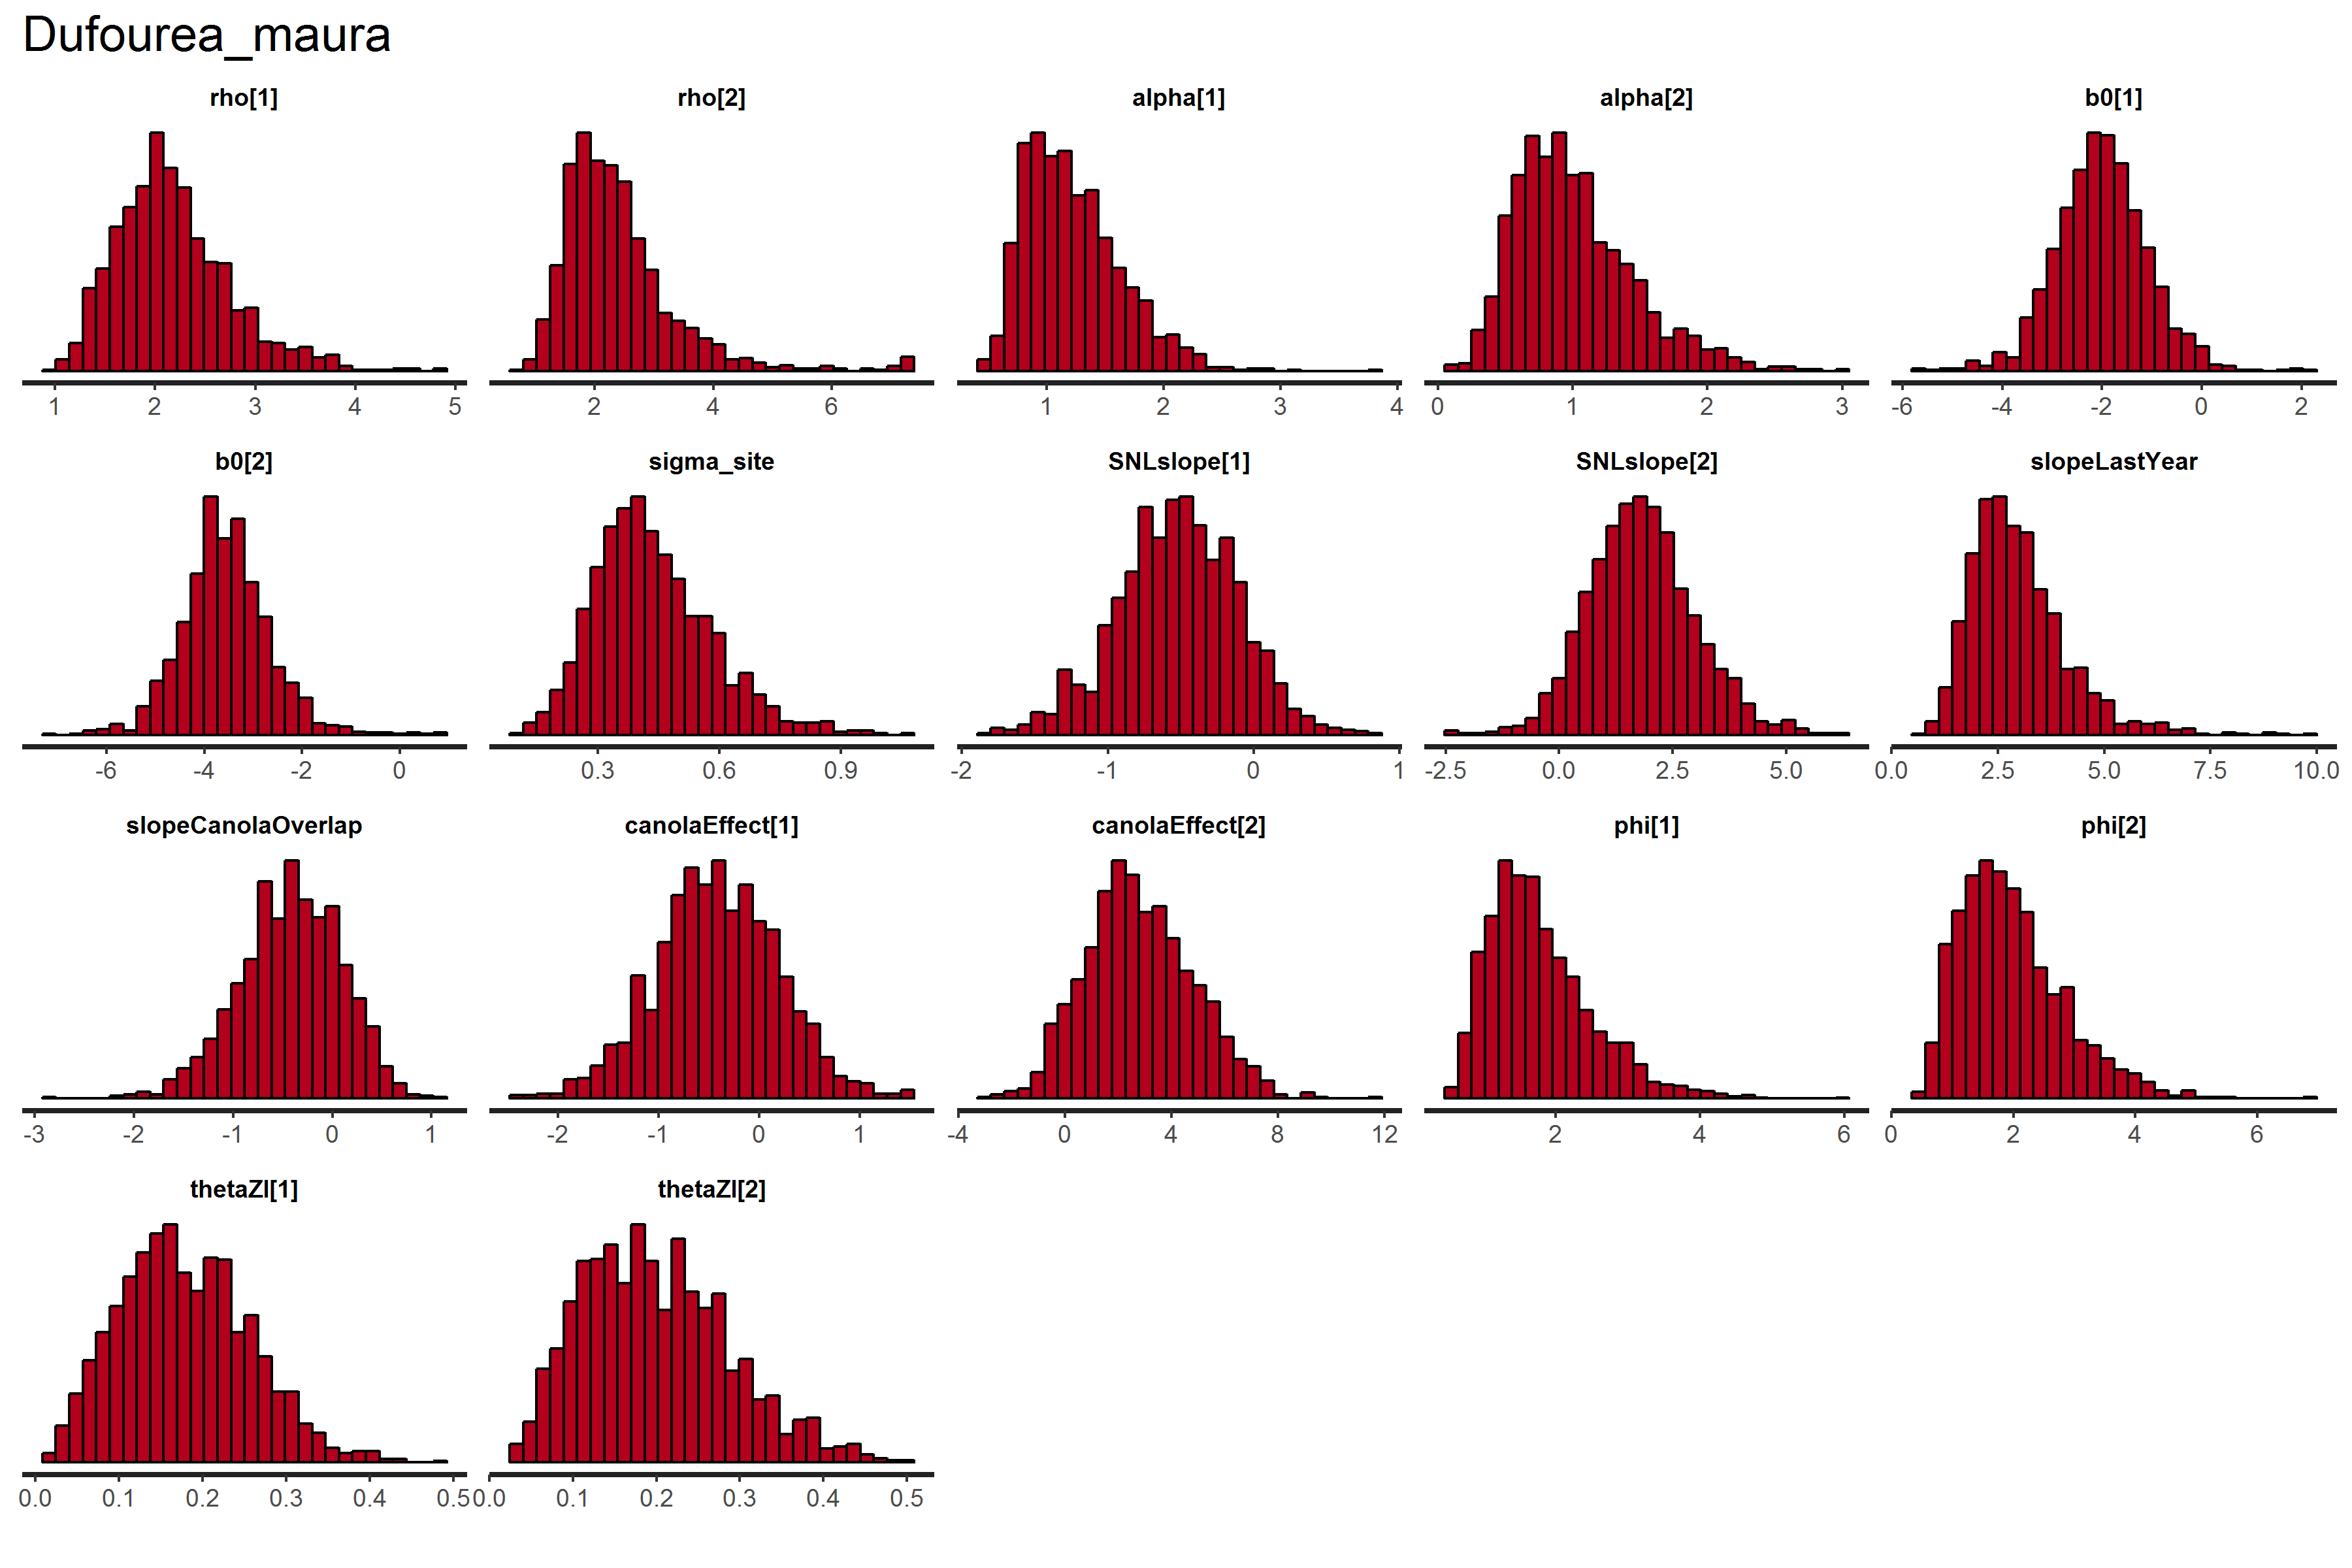 Dufourea_maura
rho[1] rho[2] alpha[1] alpha[2] b0[1]
1 2 3 4 5 2 4 6 1 2 3 4 0 1 2 3 -6 -4 -2 0 2
b0[2] sigma_site SNLslope[1] SNLslope[2] slopeLastYear
-6 -4 -2 0 0.3 0.6 0.9 -2 -1 0 1 -2.5 0.0 2.5 5.0 0.0 2.5 5.0 7.5 10.0
slopeCanolaOverlap canolaEffect[1] canolaEffect[2] phi[1] phi[2]
-3 -2 -1 0 1 -2 -1 0 1 -4 0 4 8 12 2 4 6 0 2 4 6
thetaZI[1] thetaZI[2]
0.0 0.1 0.2 0.3 0.4 0.5 0.0 0.1 0.2 0.3 0.4 0.5